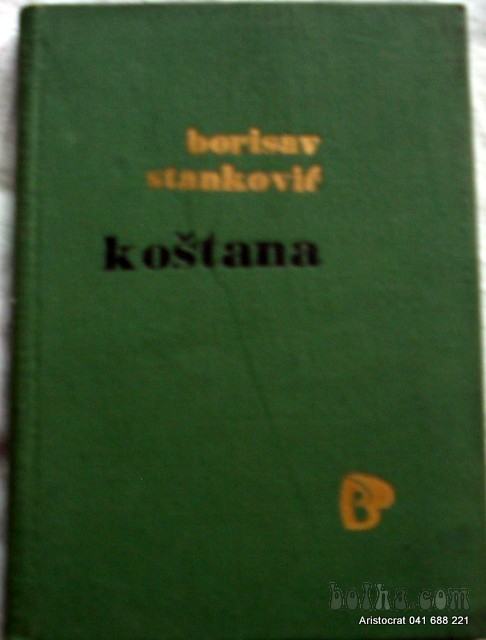 borisav
stanković
koštana
B
bolha.com
Aristocrat 041 688 221